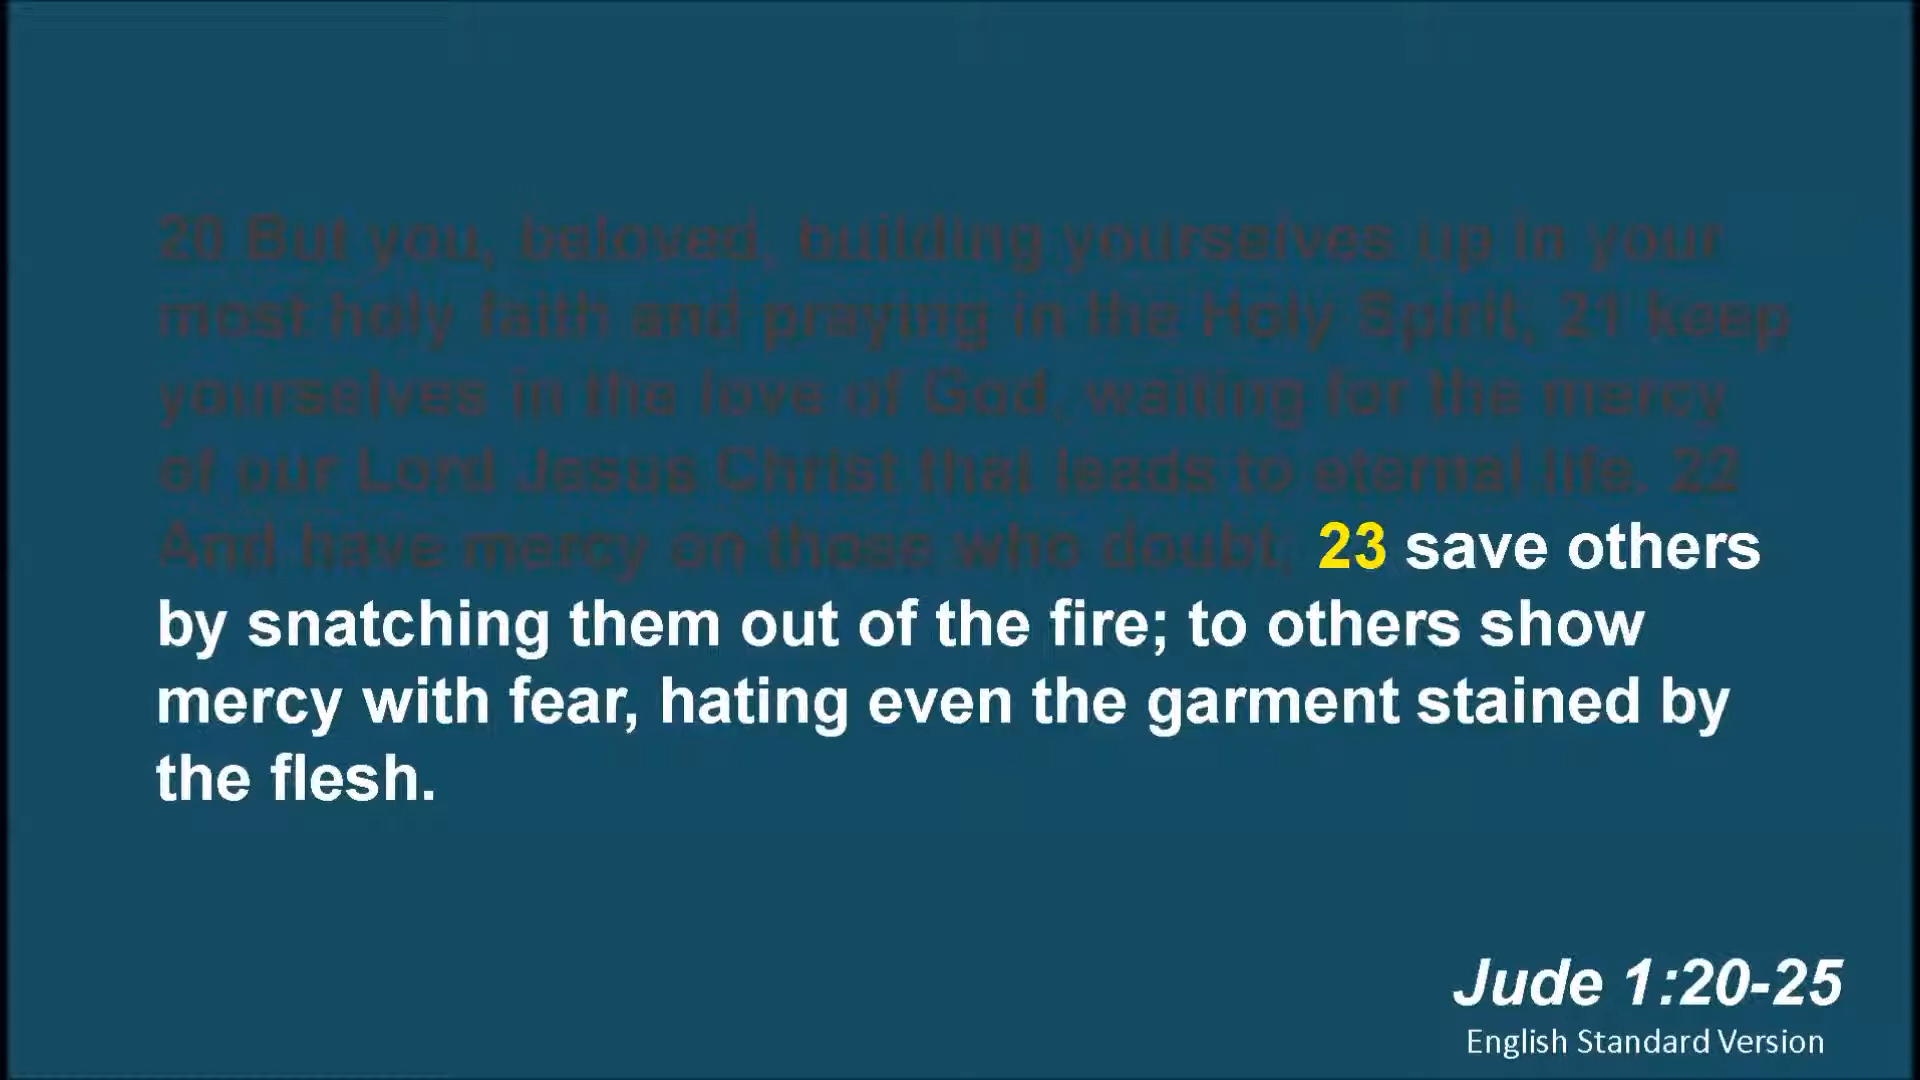 20 But you, beloved, building yourselves up in your
most holy faith and praying in the Holy Spirit, 21 keep
yourselves in the love of God, waiting for the mercy
of our Lord Jesus Christ that leads to eternal life. 22
And have mercy on those who doubt; 23 save others
by snatching them out of the fire; to others show
mercy with fear, hating even the garment stained by
the flesh.
Jude 1:20-25
English Standard Version